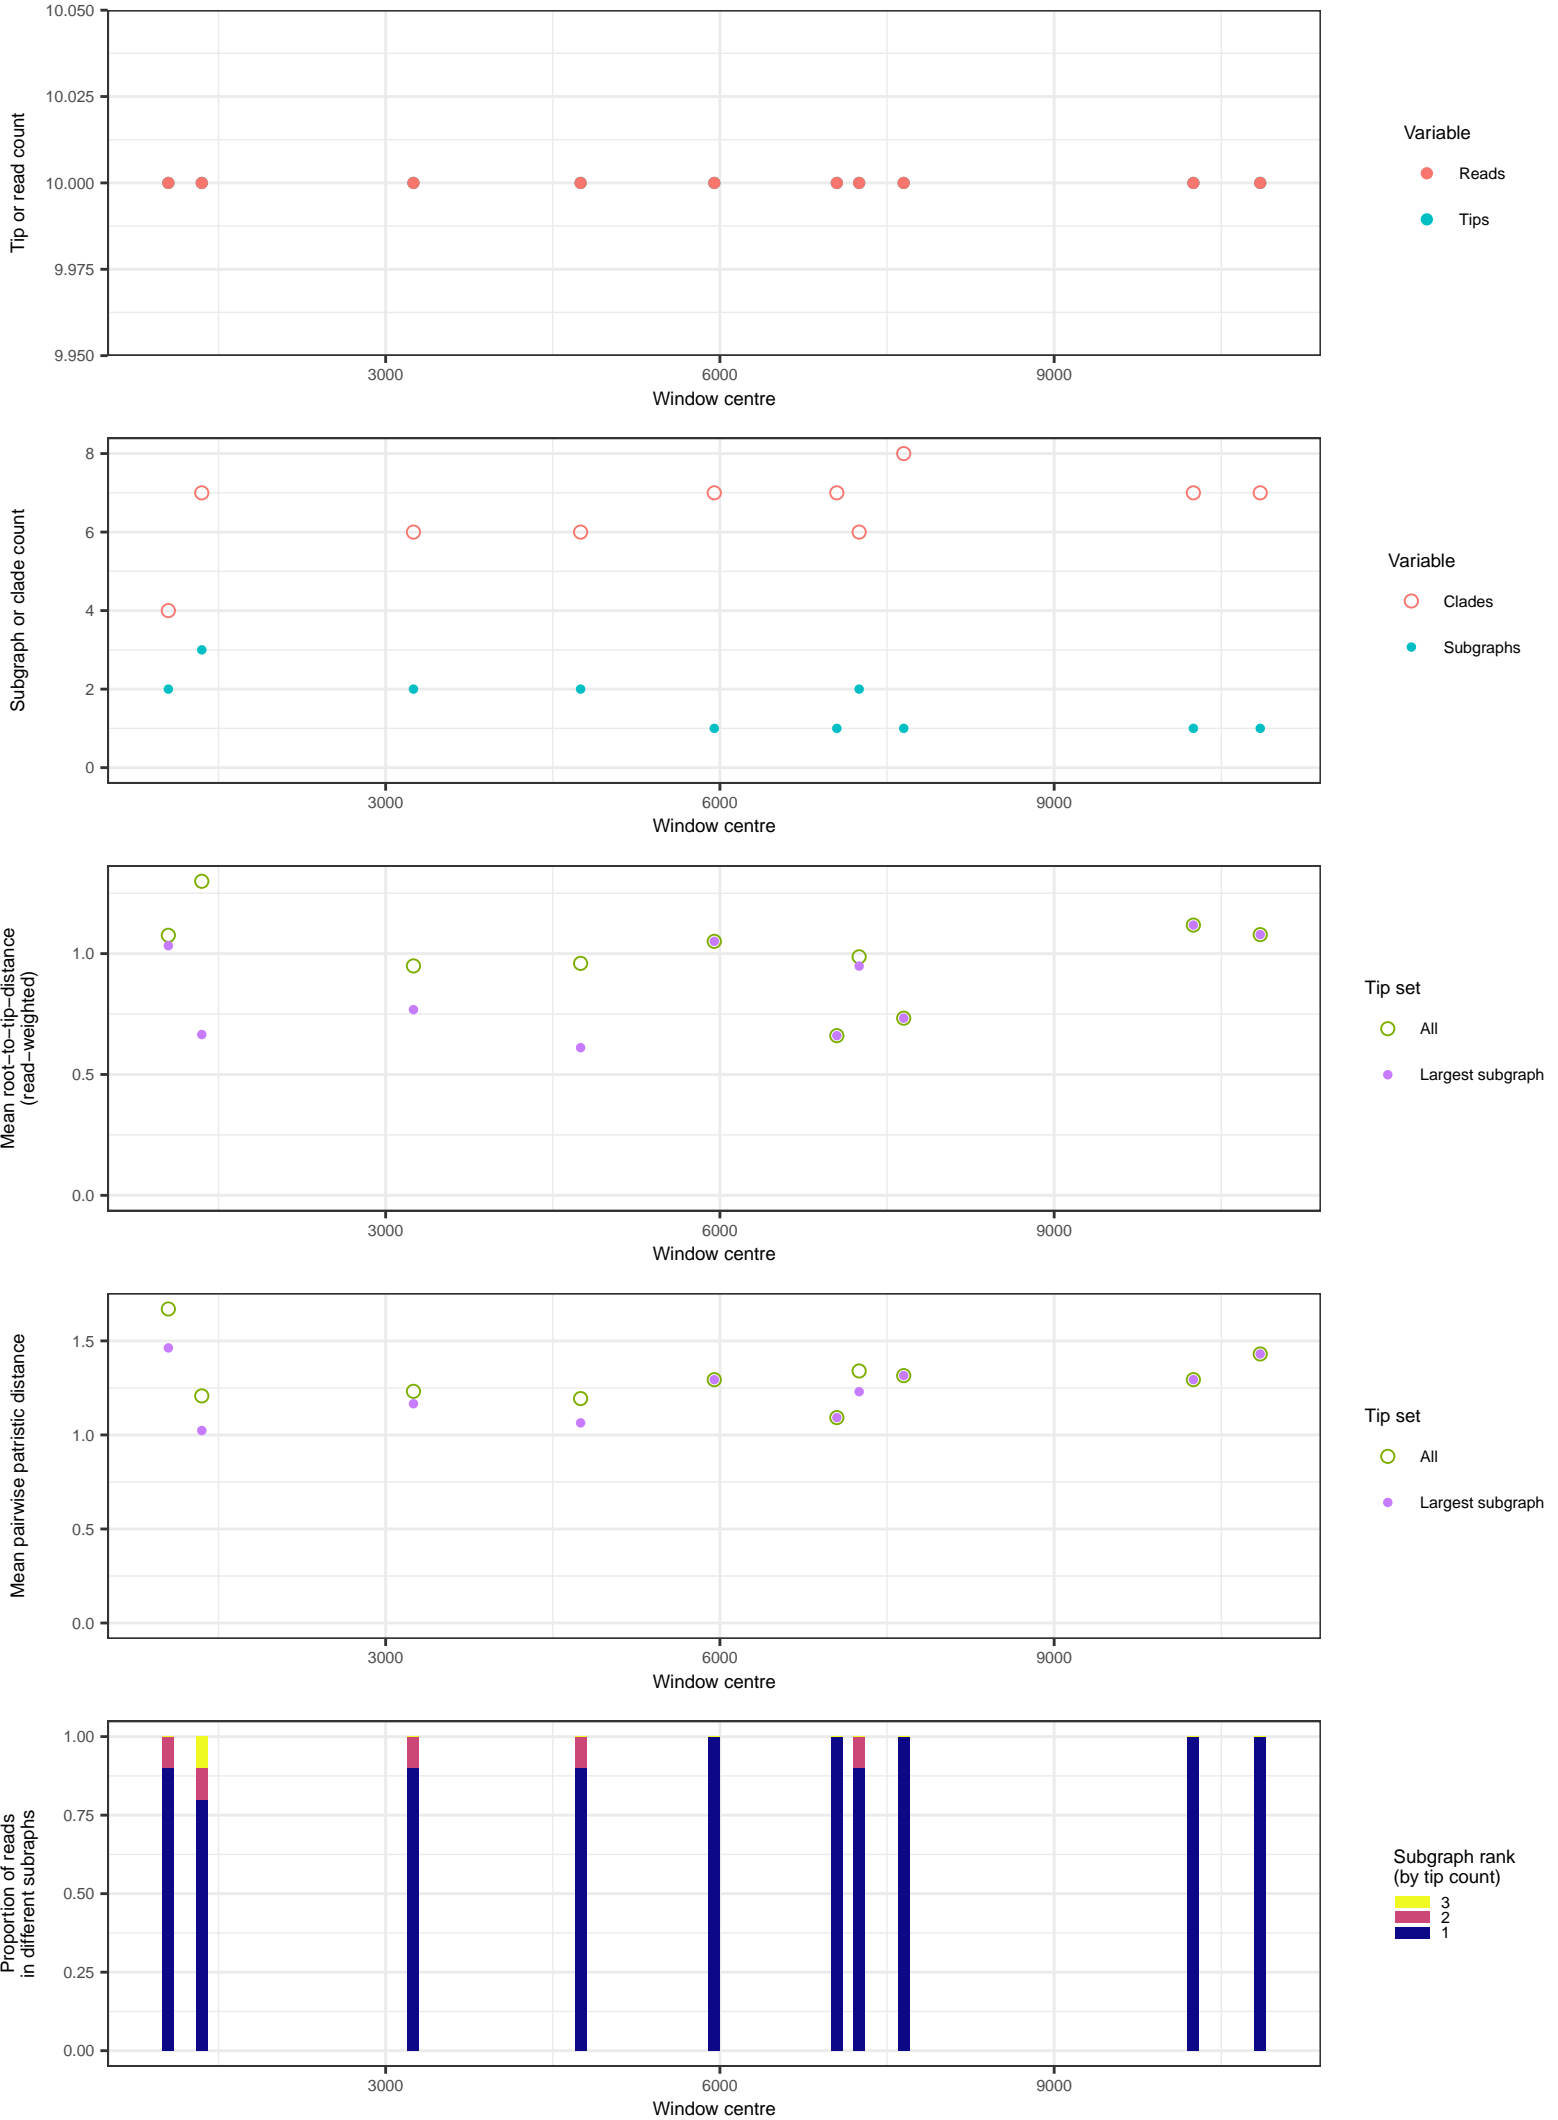 10.050
10.025
10.000
9.975
9.950
Tip or read count
3000
6000
9000
Window centre
Variable
Reads
Tips
8
6
4
2
0
Subgraph or clade count
3000
6000
9000
Window centre
Variable
Clades
Subgraphs
1.0
0.5
0.0
Mean root−to−tip−distance
(read−weighted)
3000
6000
9000
Window centre
Tip set
All
Largest subgraph
1.5
1.0
0.5
0.0
Mean pairwise patristic distance
3000
6000
9000
Window centre
Tip set
All
Largest subgraph
1.00
0.75
0.50
0.25
0.00
Proportion of reads
in different subraphs
3000
6000
9000
Window centre
Subgraph rank
(by tip count)
3
2
1